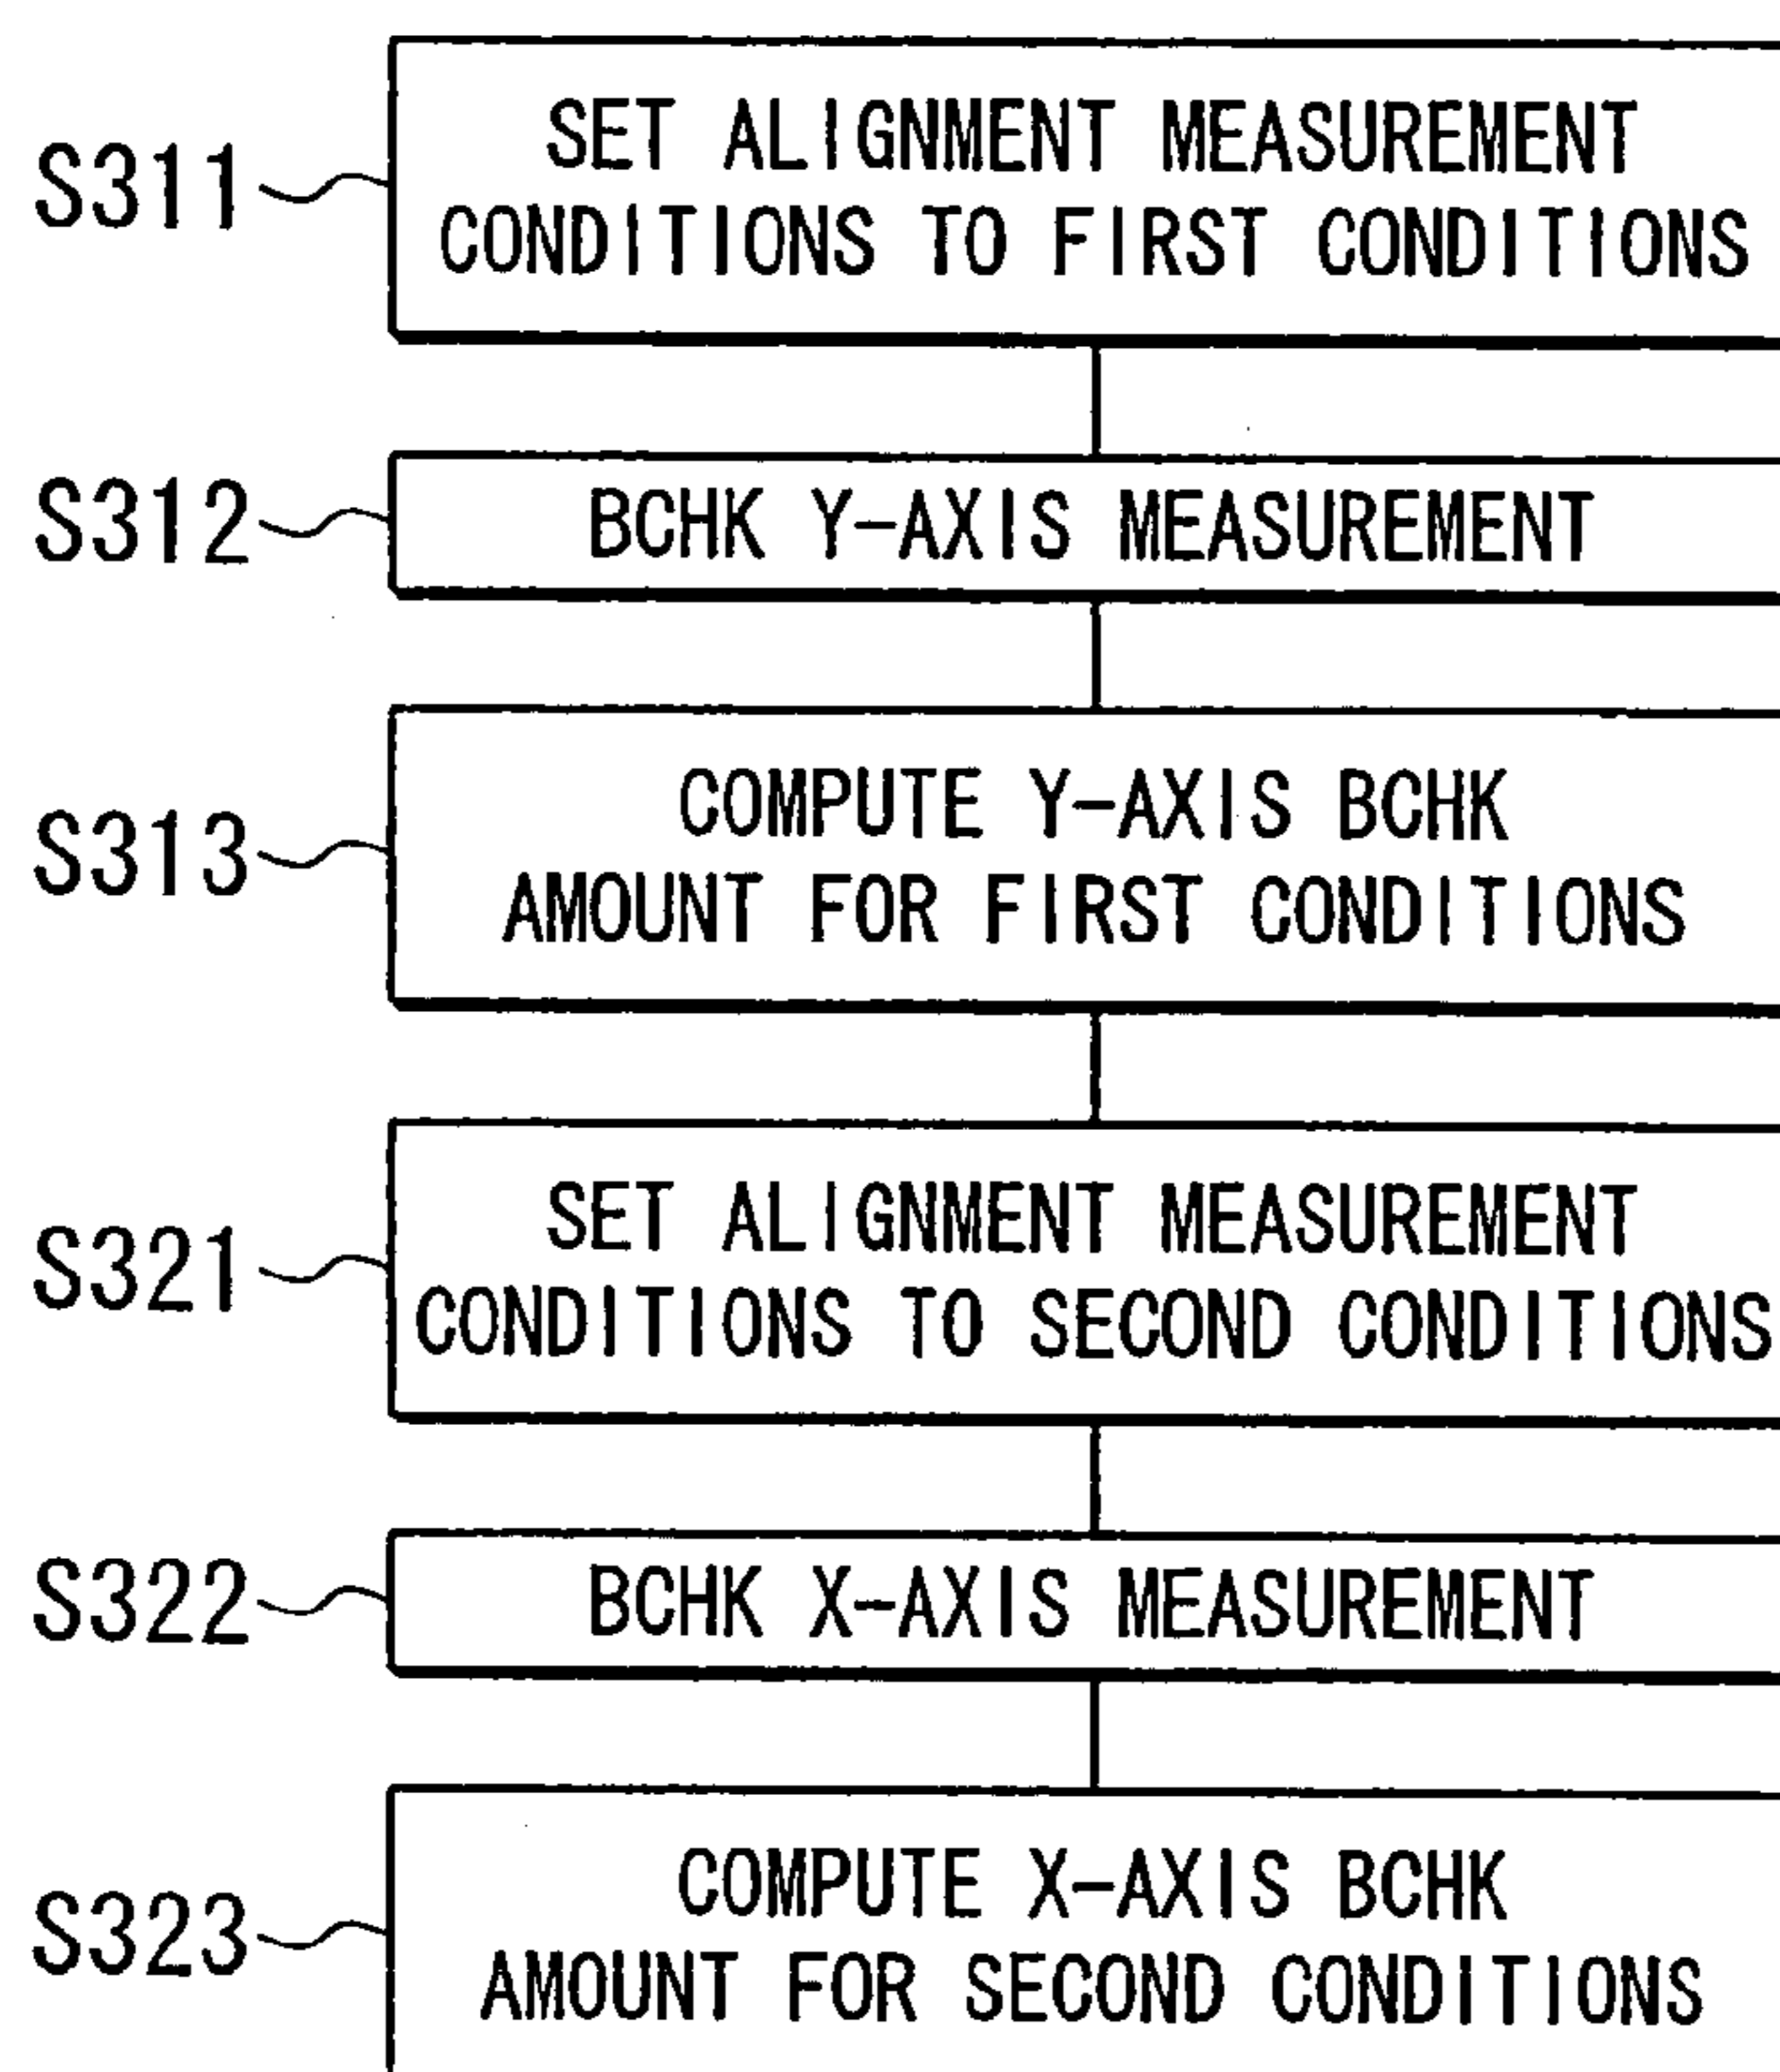 S311
SET ALIGNMENT MEASUREMENT
CONDITIONS TO FIRST CONDITIONS
S312
BCHK Y-AXIS MEASUREMENT
S313
COMPUTE Y-AXIS BCHK
AMOUNT FOR FIRST CONDITIONS
S321
SET ALIGNMENT MEASUREMENT
CONDITIONS TO SECOND CONDITIONS
S322
BCHK X-AXIS MEASUREMENT
S323
COMPUTE X-AXIS BCHK
AMOUNT FOR SECOND CONDITIONS